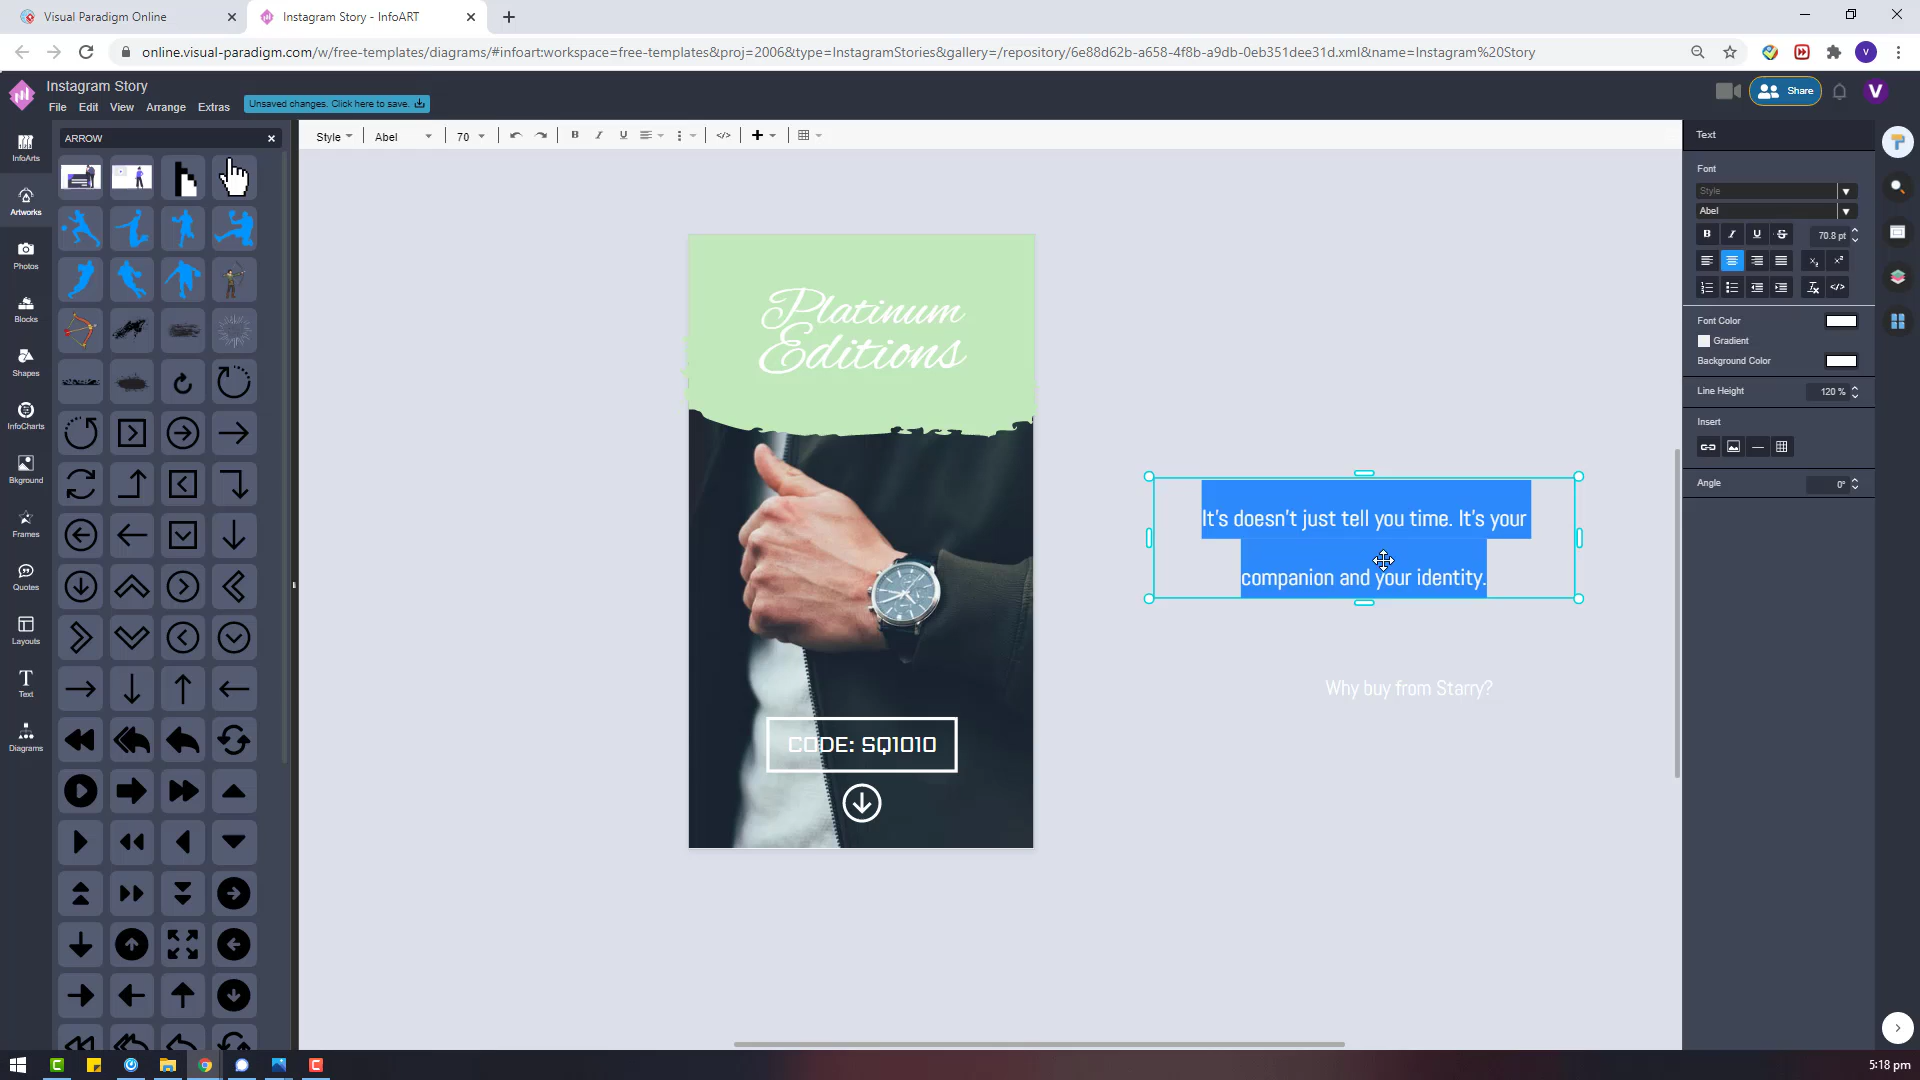 Visual Paradigm Online
Instagram Story - InfoART
online.visual-paradigm.com/w/free-templates/diagrams/#infoart:workspace=free-templates&proj=2006&type=InstagramStories&gallery=/repository/6e88d62b-a658-4f8b-a9db-0eb351dee31d.xml&name=Instagram%20Story
V
Instagram Story
File Edit View Arrange Extras
Unsaved changes. Click here to save.
Share
V
InfoArts
Artworks
Photos
Blocks
Shapes
InfoCharts
Bkground
Frames
Quotes
Layouts
Text
Diagrams
ARROW
Style
Abel
70
B I U
Platinum
Editions
CODE: SQ1010
It's doesn't just tell you time. It's your
companion and your identity.
Why buy from Starry?
Text
Font
Style
Abel
B I U S 70.8 pt
Font Color
Gradient
Background Color
Line Height 120 %
Insert
Angle 0°
5:18 pm